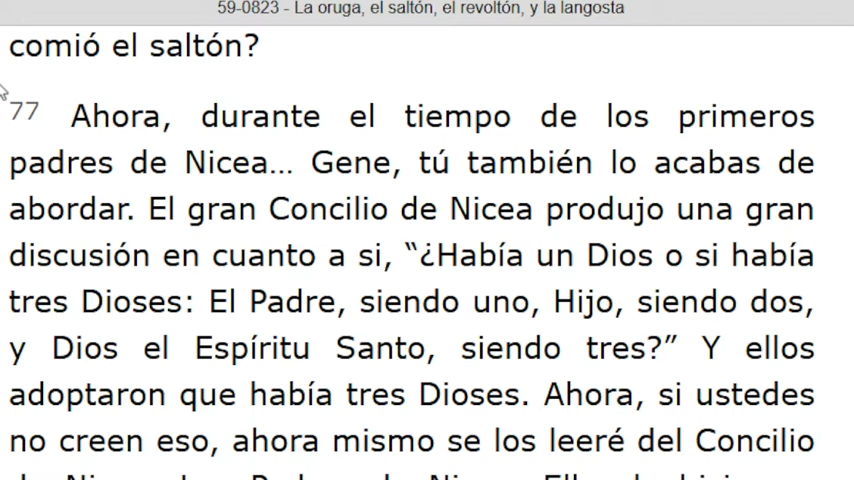 59-0823 - La oruga, el saltón, el revoltón, y la langosta
comió el saltón?
77 Ahora, durante el tiempo de los primeros
padres de Nicea… Gene, tú también lo acabas de
abordar. El gran Concilio de Nicea produjo una gran
discusión en cuanto a si, “¿Había un Dios o si había
tres Dioses: El Padre, siendo uno, Hijo, siendo dos,
y Dios el Espíritu Santo, siendo tres?” Y ellos
adoptaron que había tres Dioses. Ahora, si ustedes
no creen eso, ahora mismo se los leeré del Concilio